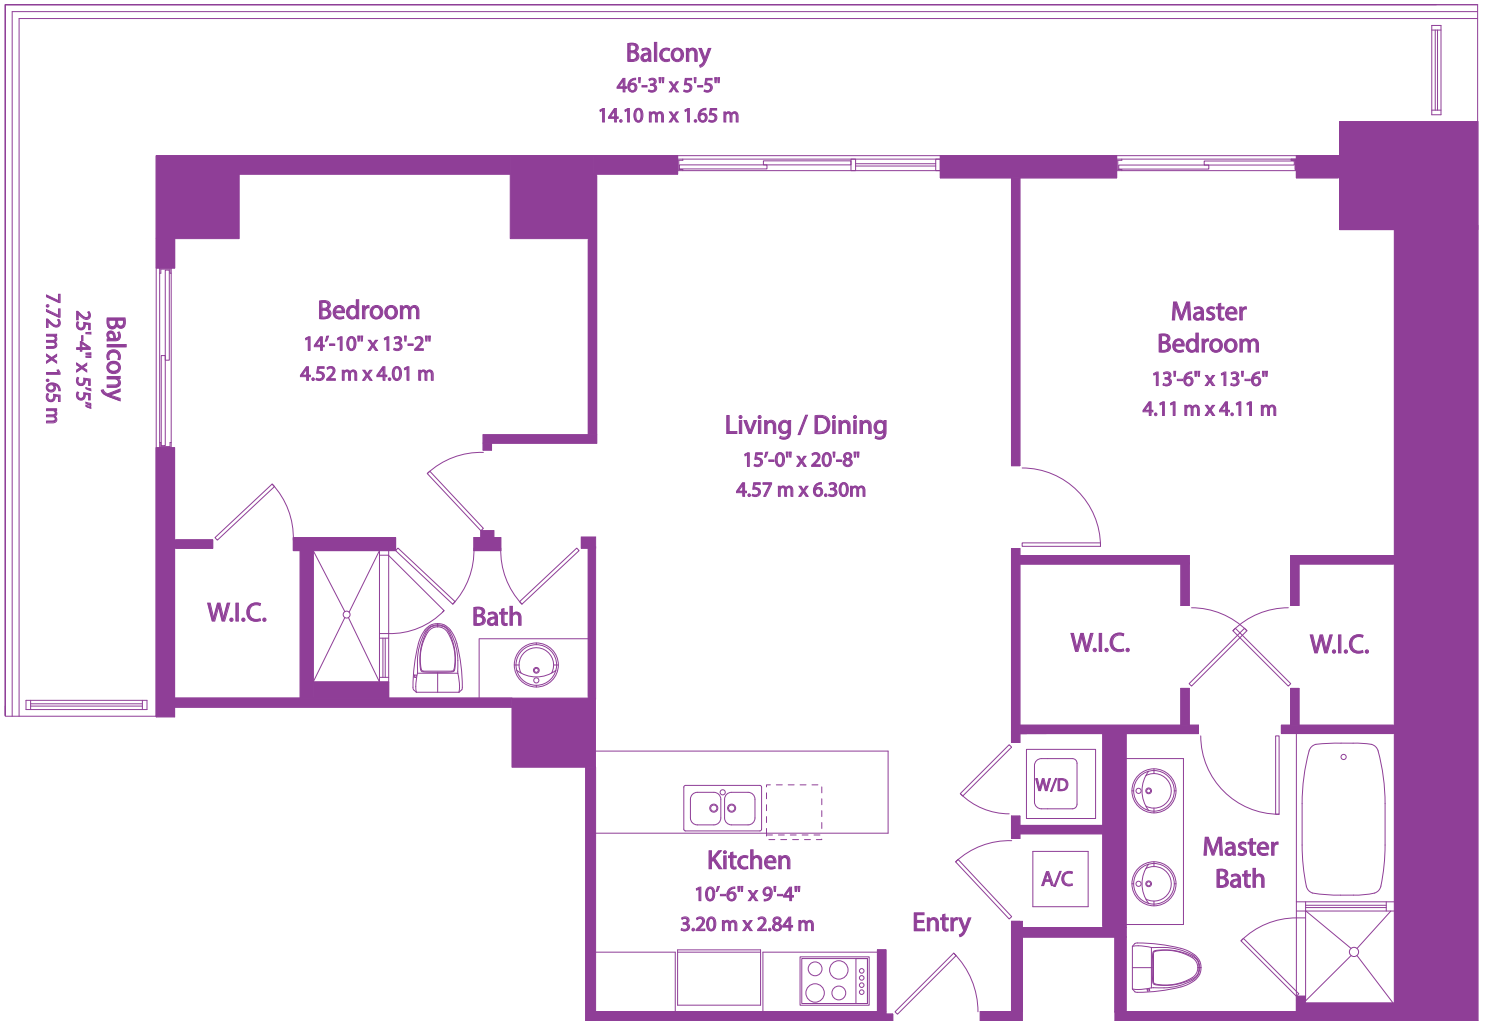 Balcony
46'-3" x 5'-5"
14.10 m x 1.65 m
Balcony
25'-4" x 5'5"
7.72 m x 1.65 m
Bedroom
14'-10" x 13'-2"
4.52 m x 4.01 m
Master
Bedroom
13'-6" x 13'-6"
4.11 m x 4.11 m
Living / Dining
15'-0" x 20'-8"
4.57 m x 6.30m
W.I.C.
Bath
W.I.C.
W.I.C.
W/D
Kitchen
10'-6" x 9'-4"
3.20 m x 2.84 m
A/C
Master
Bath
Entry